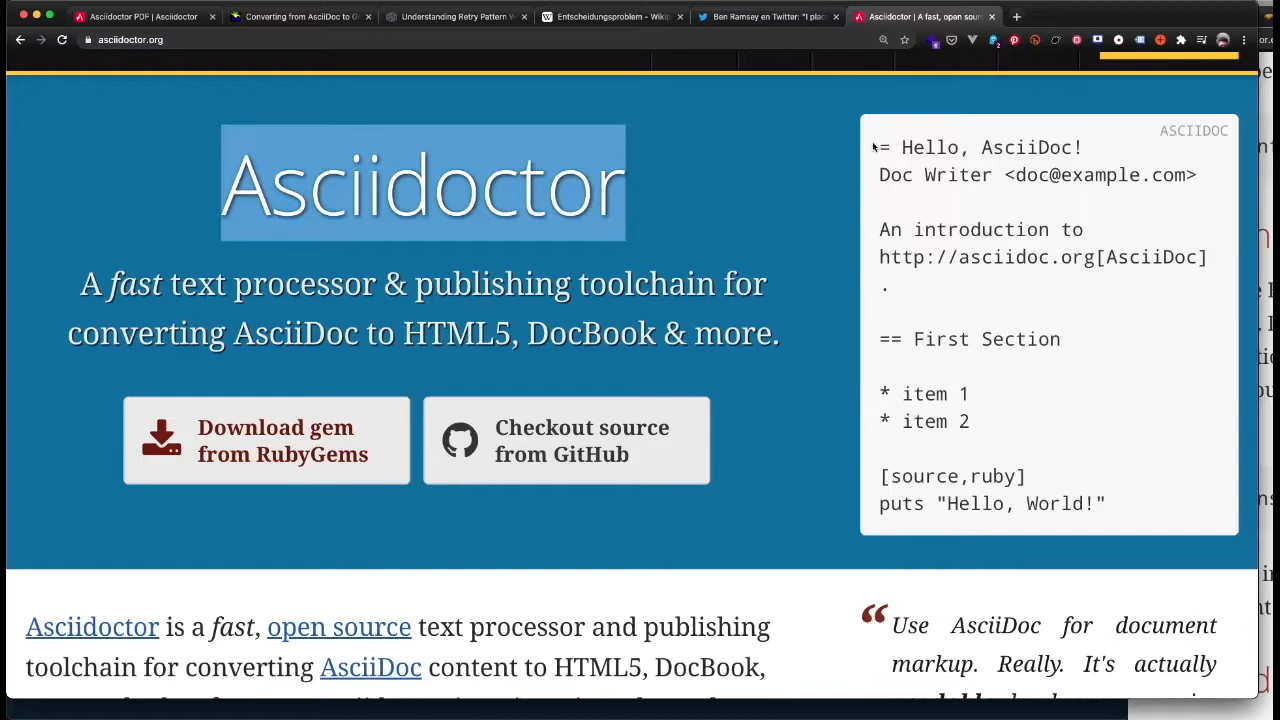 Asciidoctor PDF | Asciidoctor
Converting from AsciiDoc to G
Understanding Retry Pattern W
Entscheidungsproblem - Wikip
Ben Ramsey en Twitter: "I plac
Asciidoctor | A fast, open sour
asciidoctor.org
Asciidoctor
A fast text processor & publishing toolchain for
converting AsciiDoc to HTML5, DocBook & more.
Download gem
from RubyGems
Checkout source
from GitHub
ASCIIDOC
= Hello, AsciiDoc!
Doc Writer <doc@example.com>
An introduction to
http://asciidoc.org[AsciiDoc]
.
== First Section
* item 1
* item 2
[source,ruby]
puts "Hello, World!"
Asciidoctor is a fast, open source text processor and publishing
toolchain for converting AsciiDoc content to HTML5, DocBook,
“ Use AsciiDoc for document
markup. Really. It's actually